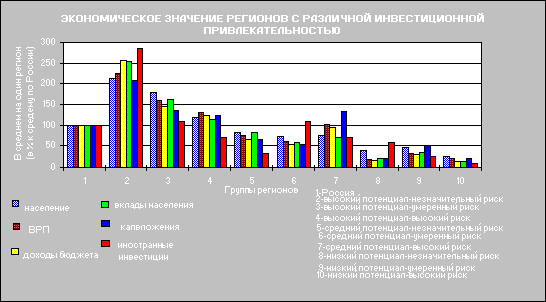 ЭКОНОМИЧЕСКОЕ ЗНАЧЕНИЕ РЕГИОНОВ С РАЗЛИЧНОЙ ИНВЕСТИЦИОННОЙ
ПРИВЛЕКАТЕЛЬНОСТЬЮ
В среднем на один регион
(в % к средему по России)
300
250
200
150
100
50
0
1 2 3 4 5 6 7 8 9 10
Группы регионов
население
ВРП
доходы бюджета
вклады населения
капвложения
иностранные
инвестиции
1-Россия
2-высокий потенциал-незначительный риск
3-высокий потенциал-умеренный риск
4-высокий потенциал-высокий риск
5-средний потенциал-незначительный риск
6-средний потенциал-умеренный риск
7-средний потенциал-высокий риск
8-низкий потенциал-незначительный риск
9-низкий потенциал-умеренный риск
10-низкий потенциал-высокий риск